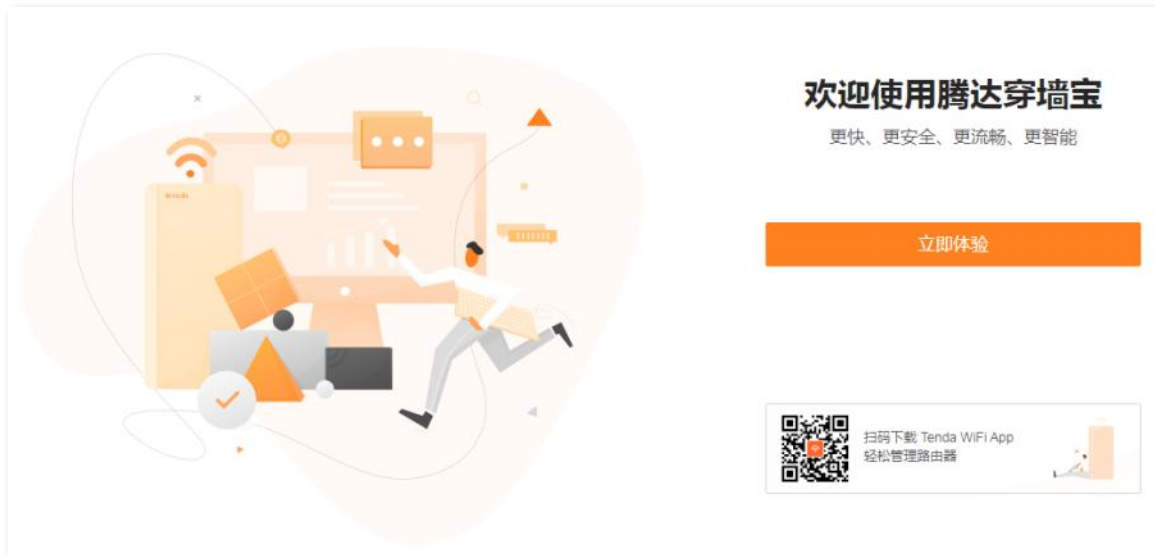 欢迎使用腾达穿墙宝
更快、更安全、更流畅、更智能
立即体验
扫码下载 Tenda WiFi App
轻松管理路由器